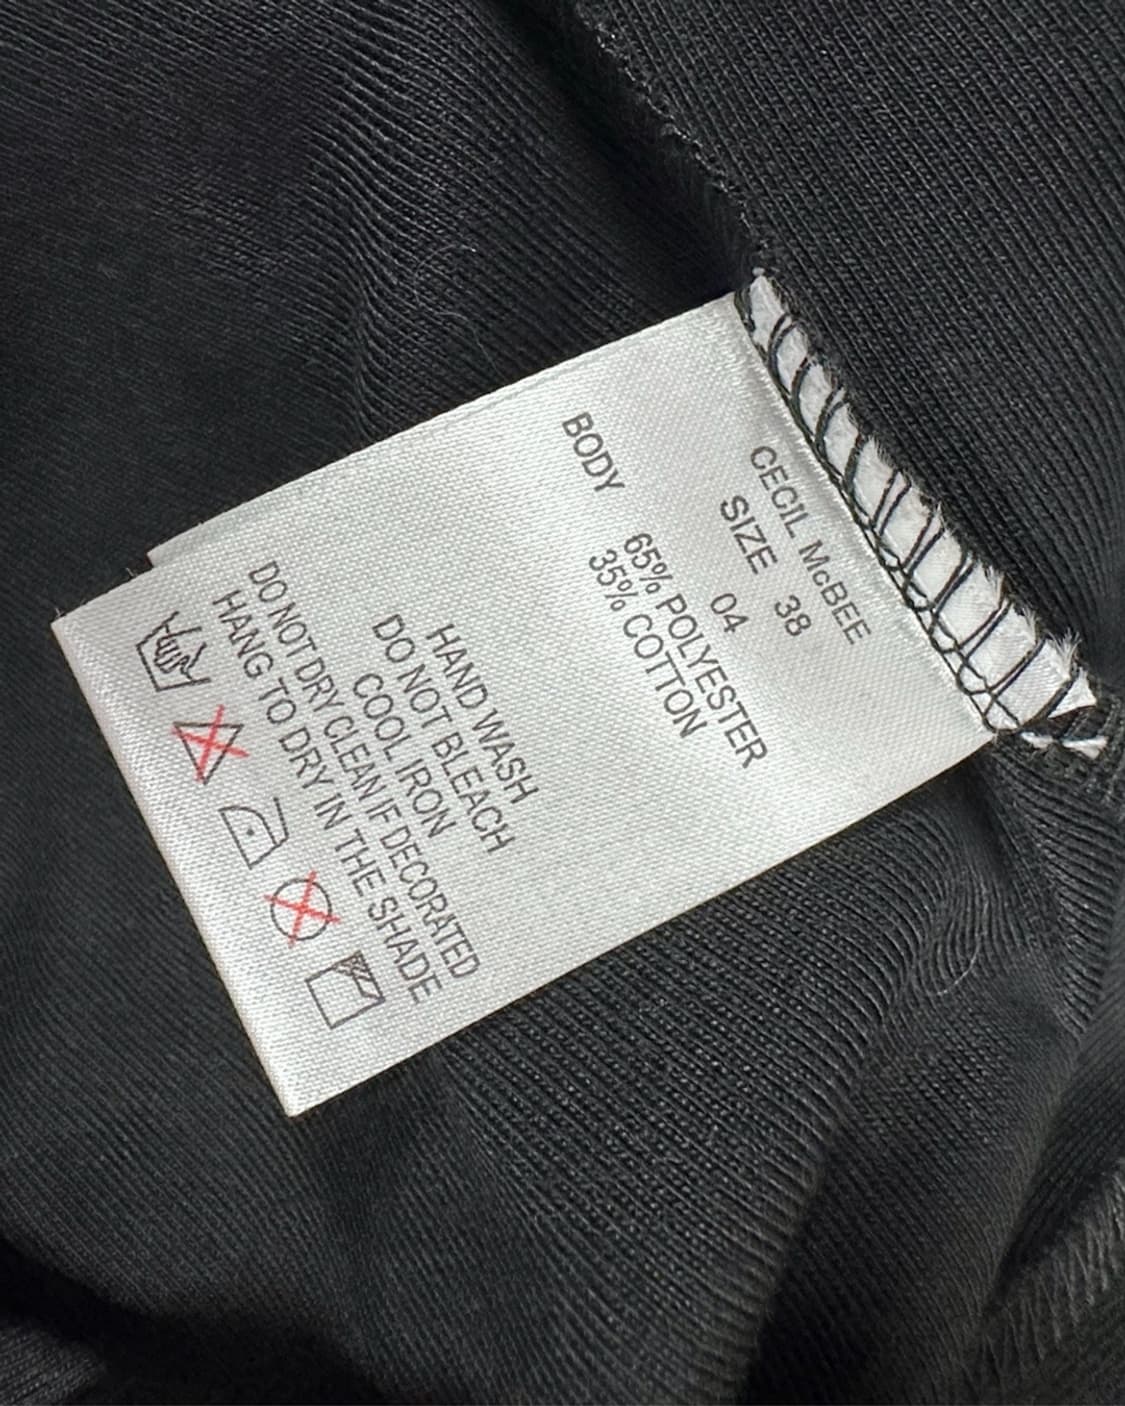 CECIL McBEE
38
SIZE 04
BODY 65% POLYESTER
35% COTTON
HAND WASH
DO NOT BLEACH
COOL IRON
DO NOT DRY CLEAN IF DECORATED
HANG TO DRY IN THE SHADE